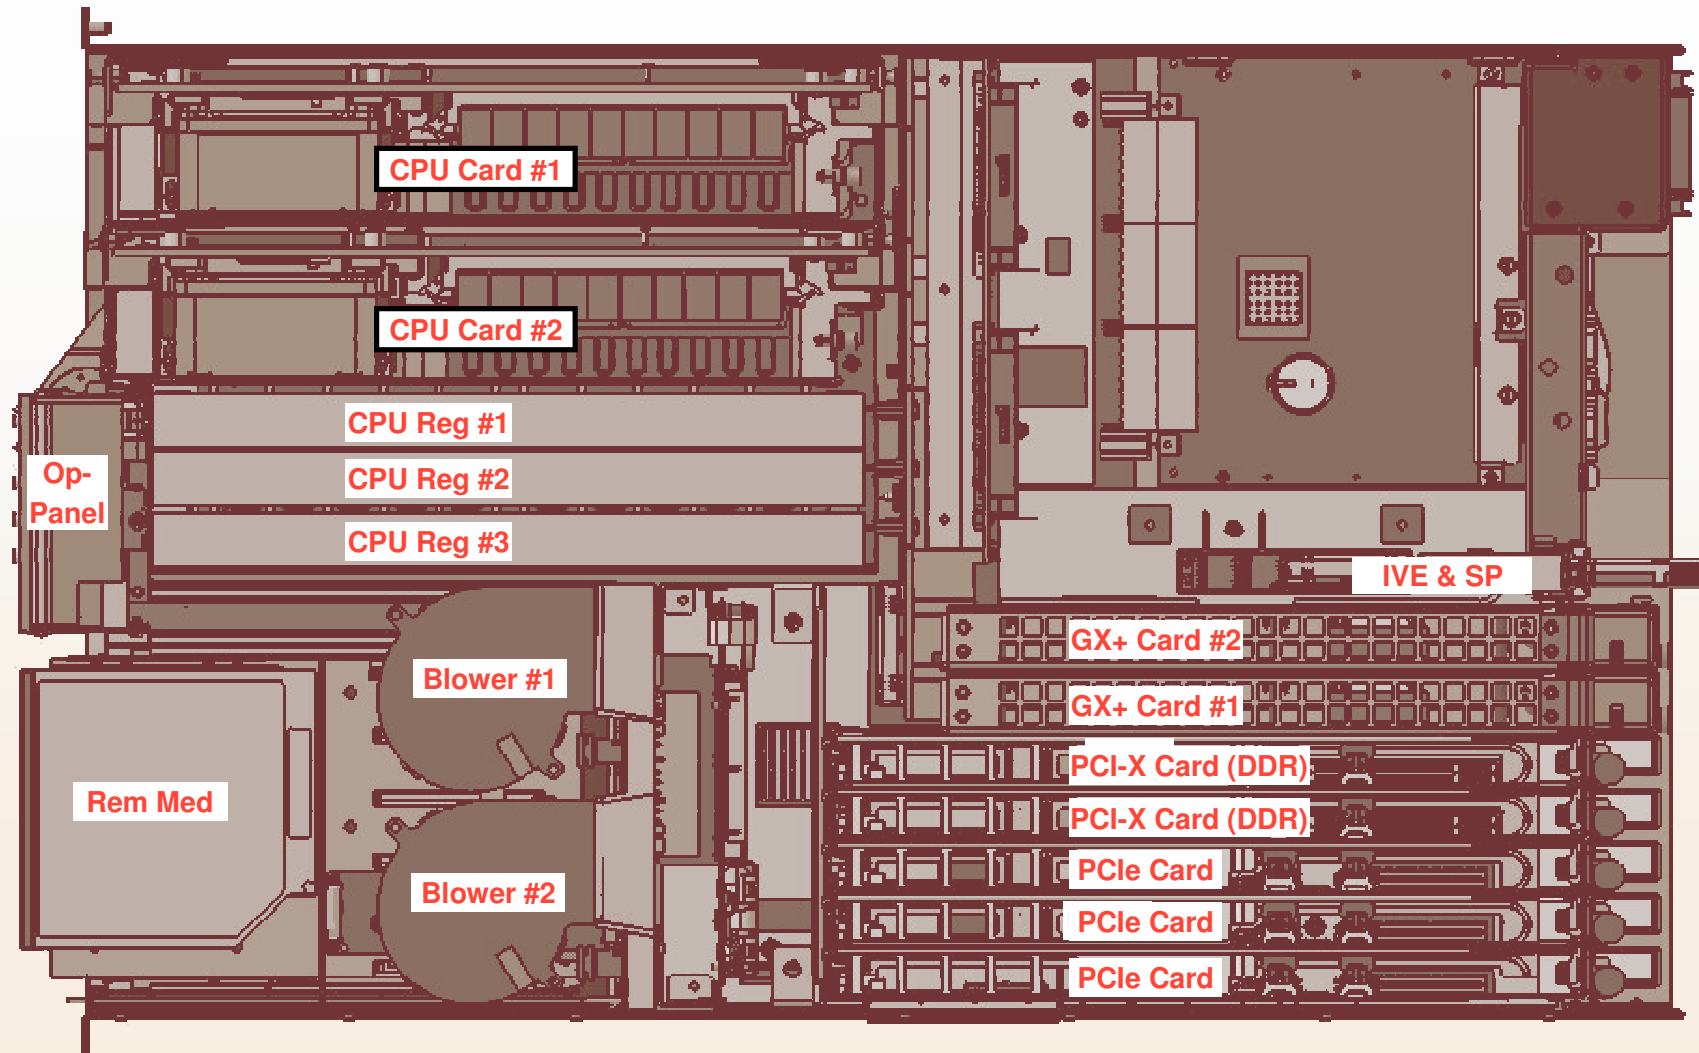 CPU Card #1
CPU Card #2
CPU Reg #1
CPU Reg #2
CPU Reg #3
Op-
Panel
IVE & SP
GX+ Card #2
GX+ Card #1
Blower #1
PCI-X Card (DDR)
PCI-X Card (DDR)
Rem Med
Blower #2
PCIe Card
PCIe Card
PCIe Card